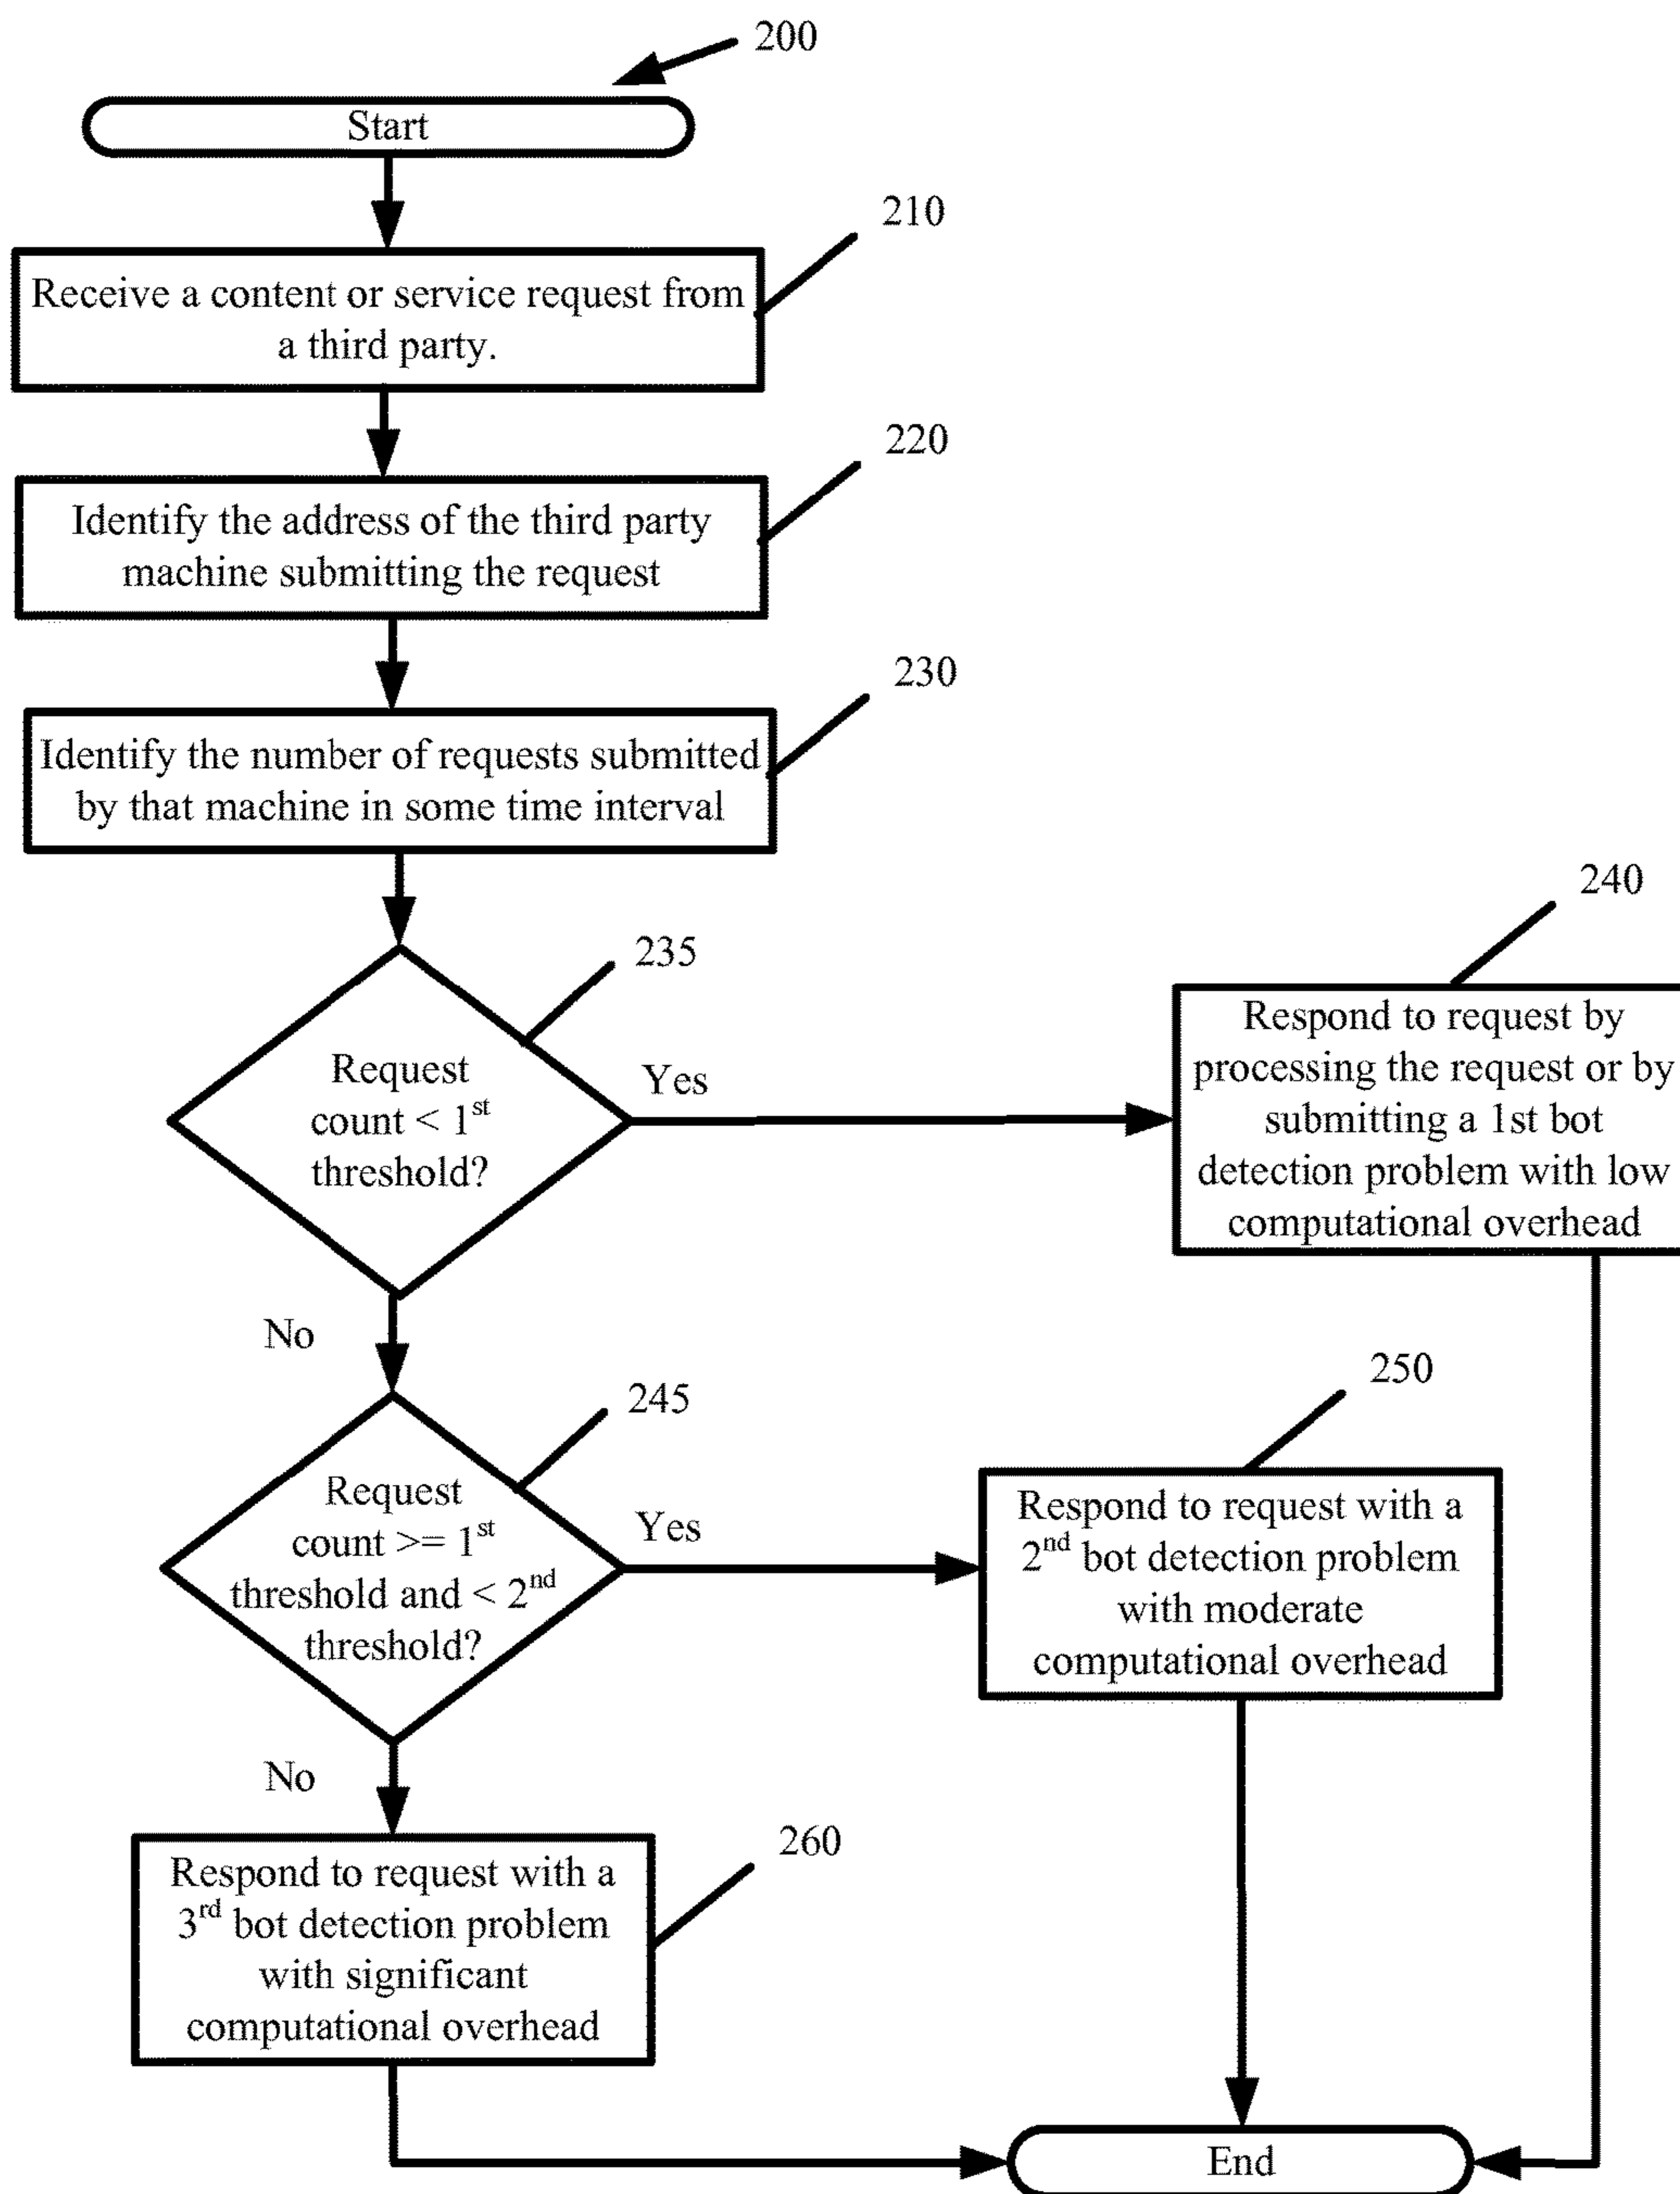 200
Start
210
Receive a content or service request from
a third party.
220
Identify the address of the third party
machine submitting the request
230
Identify the number of requests submitted
by that machine in some time interval
235
Request
count < 1st
threshold?
Yes
240
Respond to request by
processing the request or by
submitting a 1st bot
detection problem with low
computational overhead
No
245
Request
count >= 1st
threshold and < 2nd
threshold?
Yes
250
Respond to request with a
2nd bot detection problem
with moderate
computational overhead
No
260
Respond to request with a
3rd bot detection problem
with significant
computational overhead
End